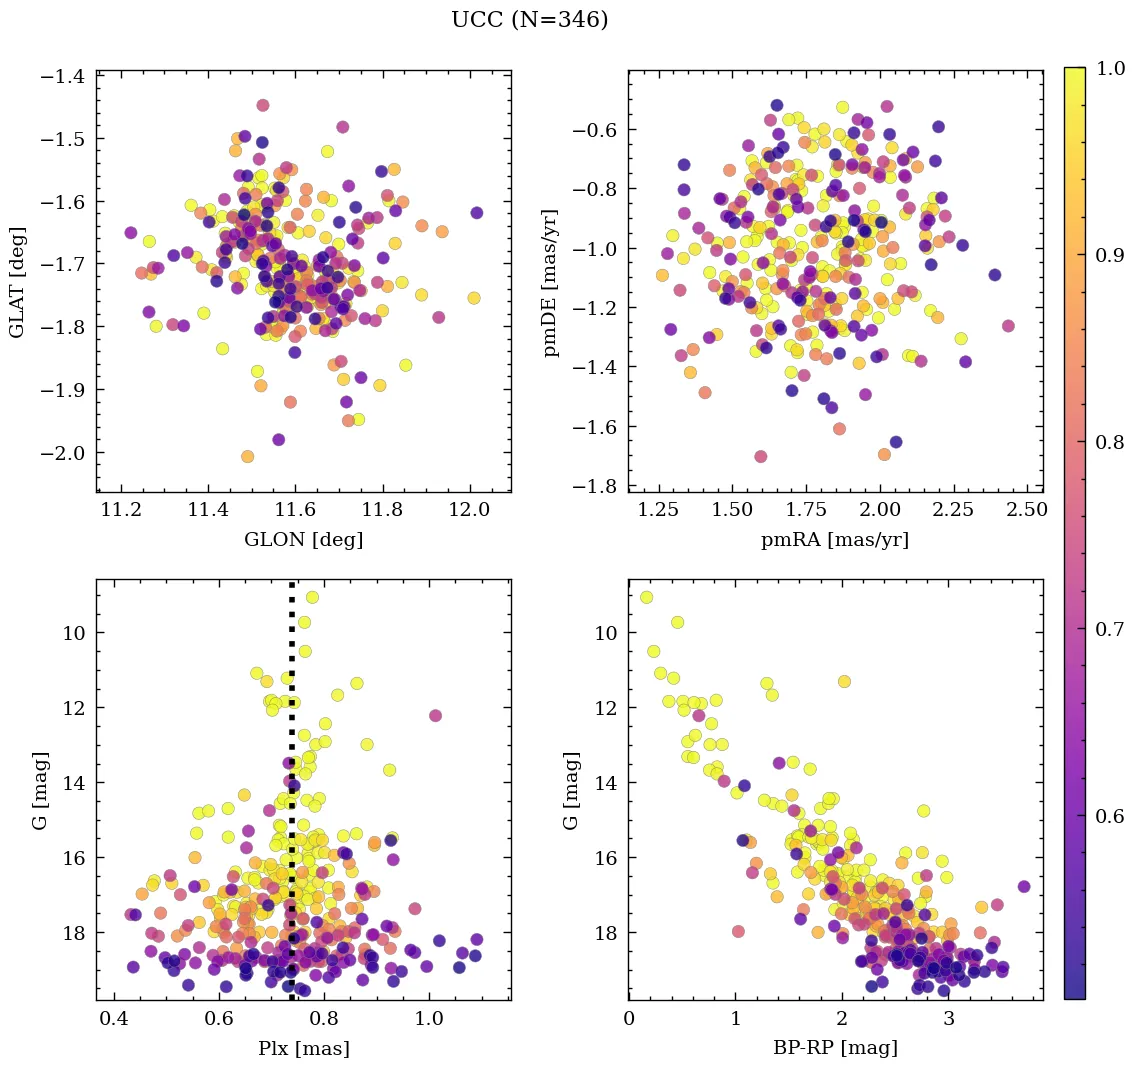 UCC (N=346)
−1.4
−1.5
−1.6
−1.7
−1.8
−1.9
−2.0
GLAT [deg]
11.2 11.4 11.6 11.8 12.0
GLON [deg]
−0.6
−0.8
−1.0
−1.2
−1.4
−1.6
−1.8
pmDE [mas/yr]
1.25 1.50 1.75 2.00 2.25 2.50
pmRA [mas/yr]
1.0
0.9
0.8
0.7
0.6
10
12
14
16
18
G [mag]
0.4 0.6 0.8 1.0
Plx [mas]
10
12
14
16
18
G [mag]
0 1 2 3
BP-RP [mag]